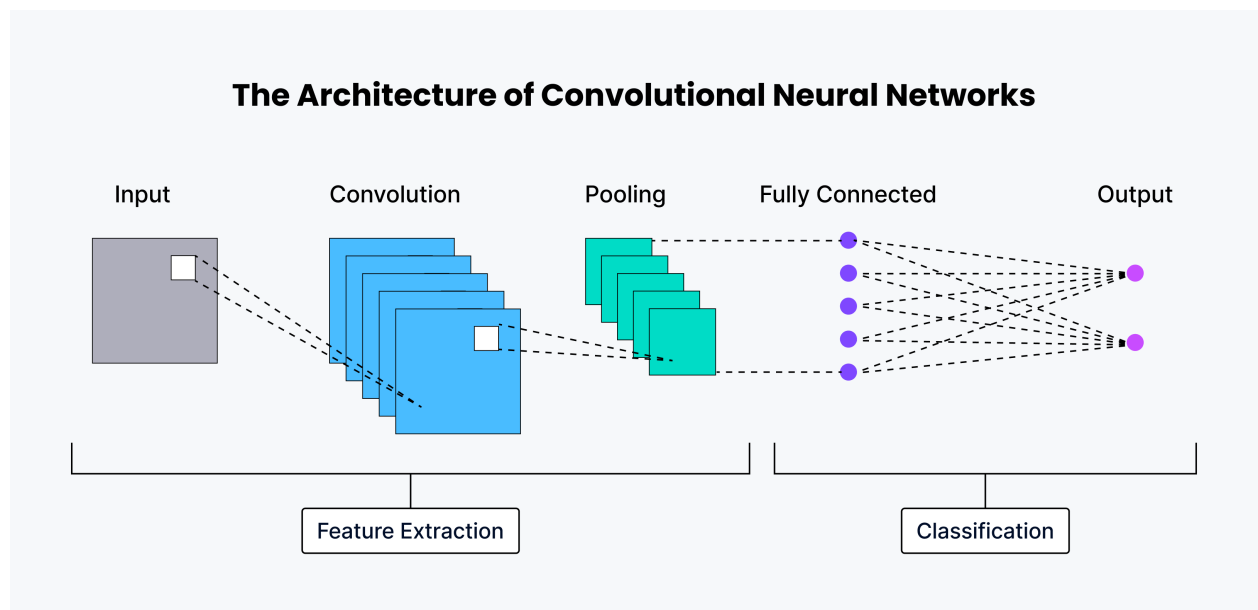 The Architecture of Convolutional Neural Networks
Input
Convolution
Pooling
Fully Connected
Output
Feature Extraction
Classification